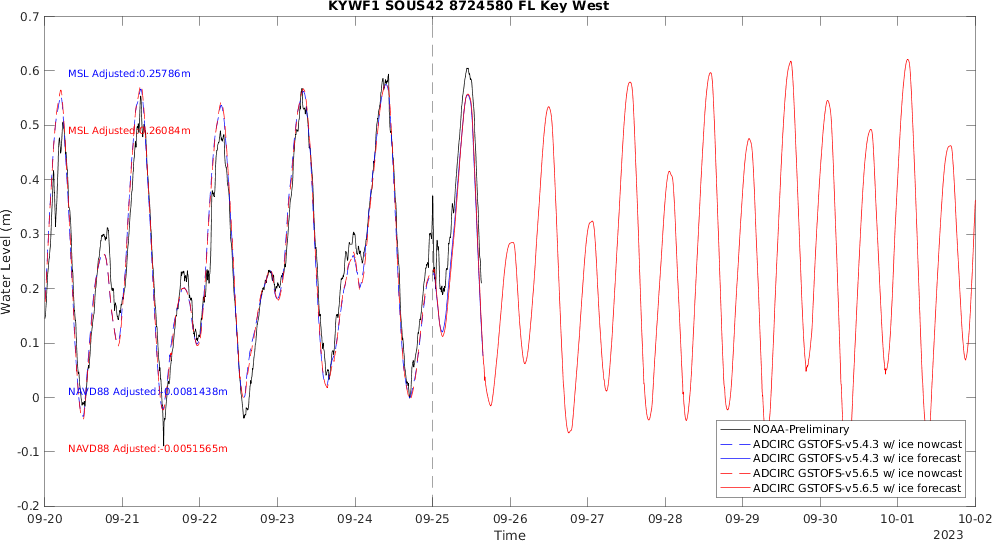 KYWF1 SOUS42 8724580 FL Key West
0.7
0.6
0.5
0.4
0.3
0.2
0.1
0
-0.1
-0.2
Water Level (m)
MSL Adjusted:0.25786m
MSL Adjusted:0.26084m
NAVD88 Adjusted:-0.0081438m
NAVD88 Adjusted:-0.0051565m
NOAA-Preliminary
ADCIRC GSTOFS-v5.4.3 w/ ice nowcast
ADCIRC GSTOFS-v5.4.3 w/ ice forecast
ADCIRC GSTOFS-v5.6.5 w/ ice nowcast
ADCIRC GSTOFS-v5.6.5 w/ ice forecast
09-20 09-21 09-22 09-23 09-24 09-25 09-26 09-27 09-28 09-29 09-30 10-01 10-02
Time
2023